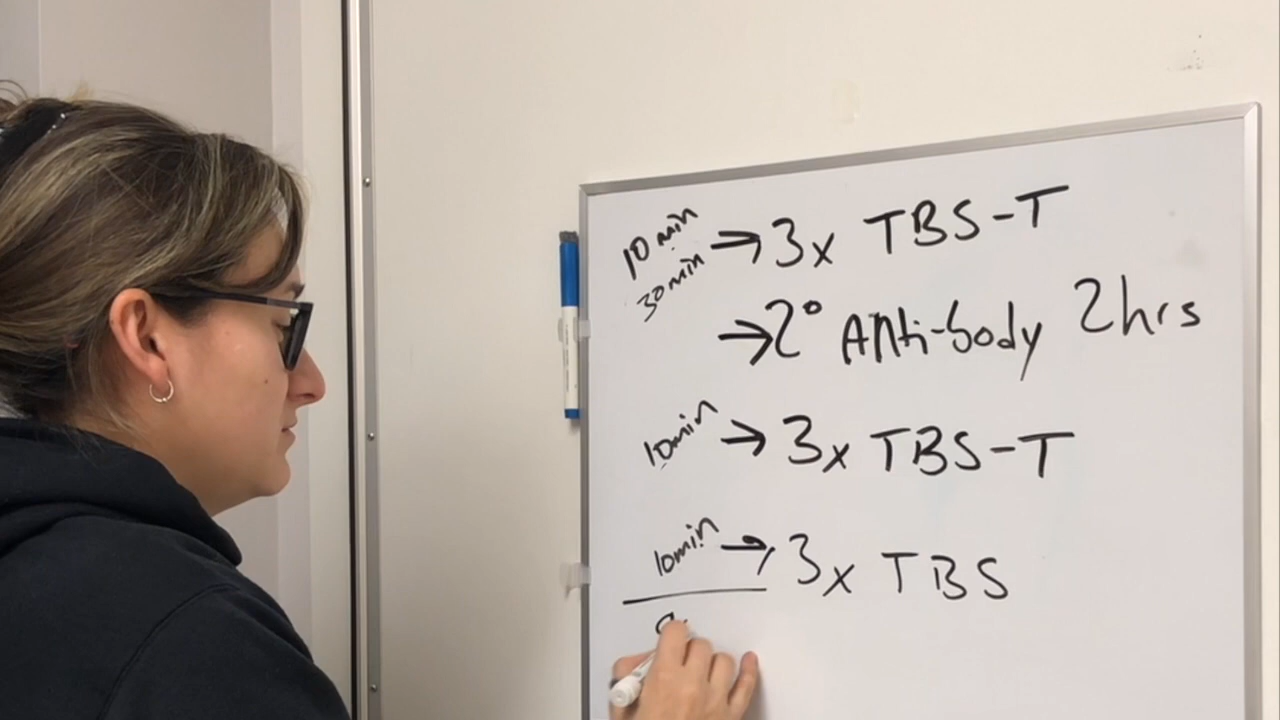 10 min → 3x TBS-T
30 min
→ 2° Anti-body 2hrs
10min → 3x TBS-T
10min → 3x TBS